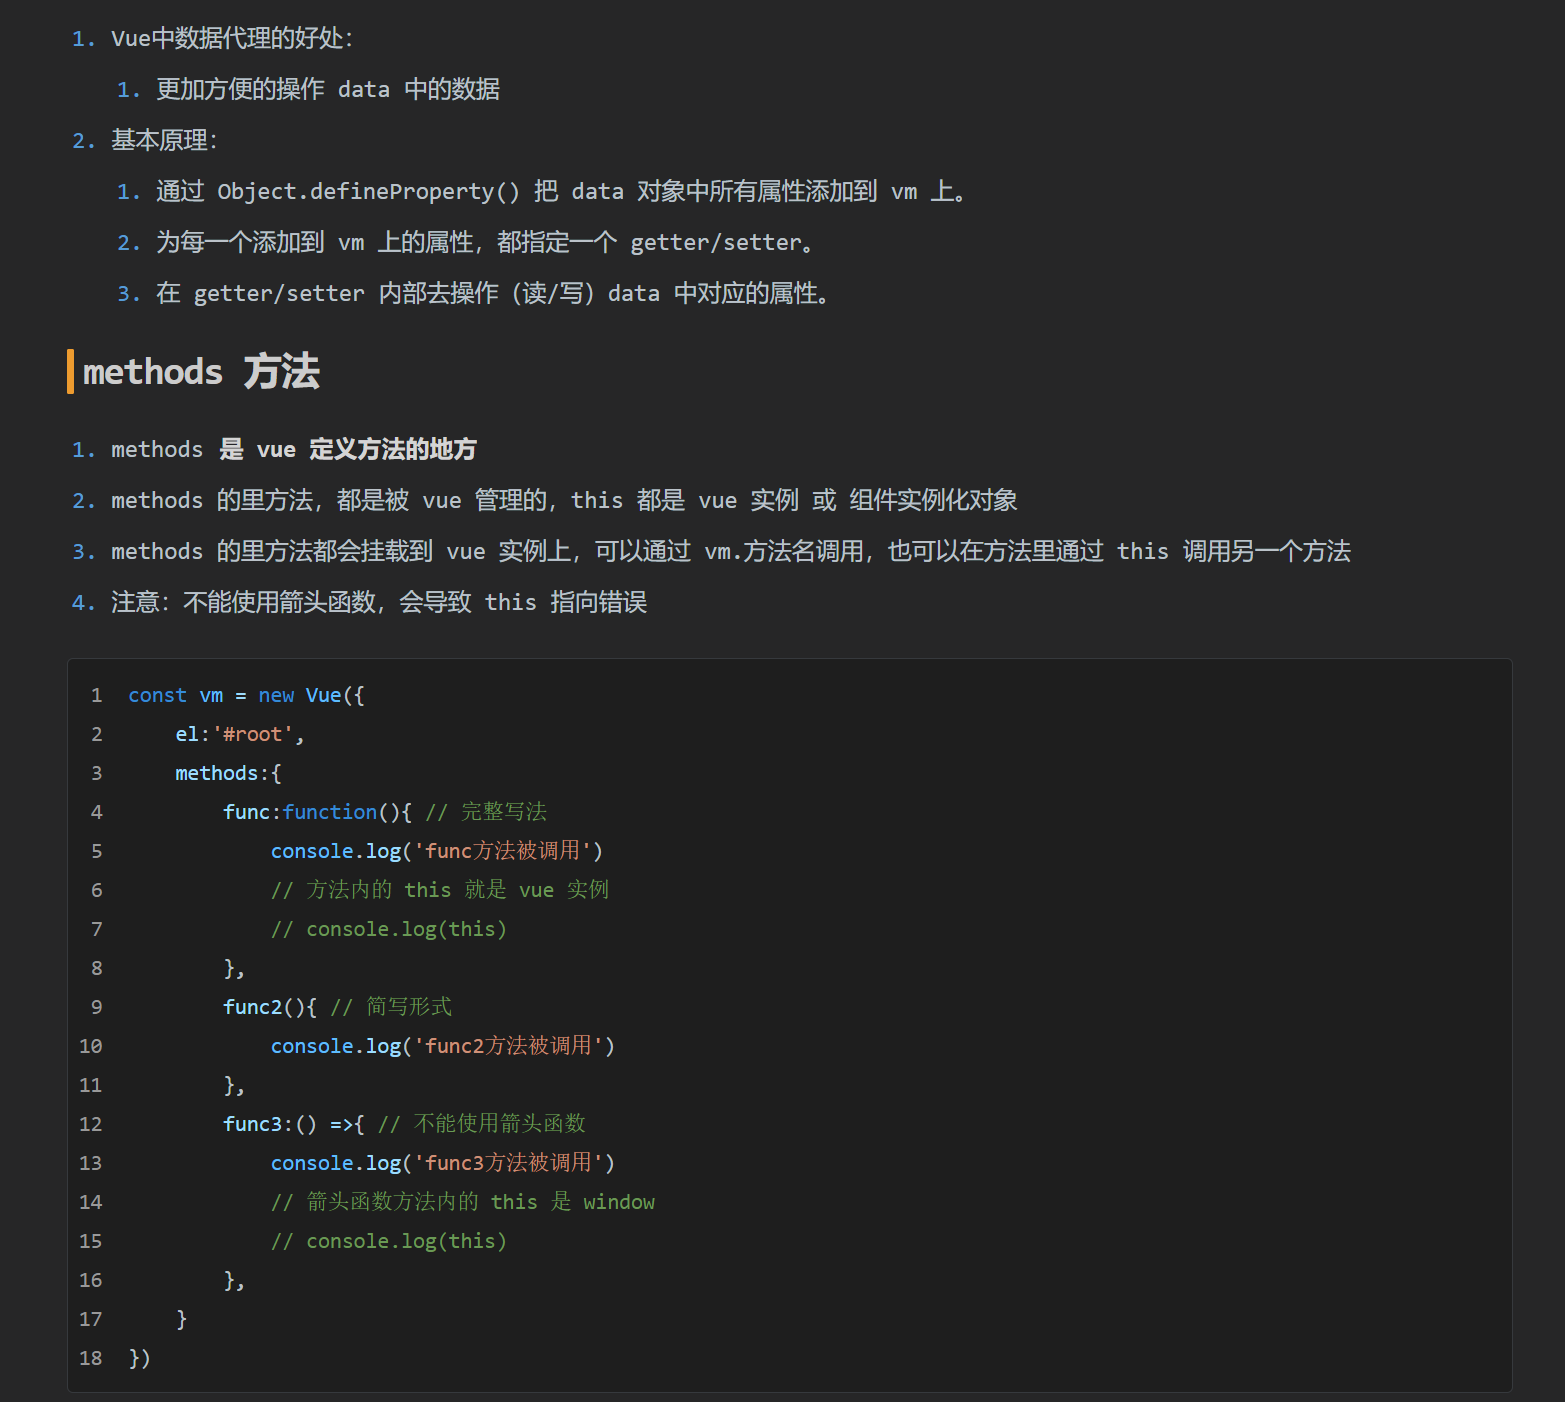 1. Vue中数据代理的好处：
1. 更加方便的操作 data 中的数据
2. 基本原理：
1. 通过 Object.defineProperty() 把 data 对象中所有属性添加到 vm 上。
2. 为每一个添加到 vm 上的属性，都指定一个 getter/setter。
3. 在 getter/setter 内部去操作（读/写）data 中对应的属性。
methods 方法
1. methods 是 vue 定义方法的地方
2. methods 的里方法，都是被 vue 管理的，this 都是 vue 实例 或 组件实例化对象
3. methods 的里方法都会挂载到 vue 实例上，可以通过 vm.方法名调用，也可以在方法里通过 this 调用另一个方法
4. 注意：不能使用箭头函数，会导致 this 指向错误
1 const vm = new Vue({
2     el:'#root',
3     methods:{
4         func:function(){ // 完整写法
5             console.log('func方法被调用')
6             // 方法内的 this 就是 vue 实例
7             // console.log(this)
8         },
9         func2(){ // 简写形式
10             console.log('func2方法被调用')
11         },
12         func3:() =>{ // 不能使用箭头函数
13             console.log('func3方法被调用')
14             // 箭头函数方法内的 this 是 window
15             // console.log(this)
16         },
17     }
18 })